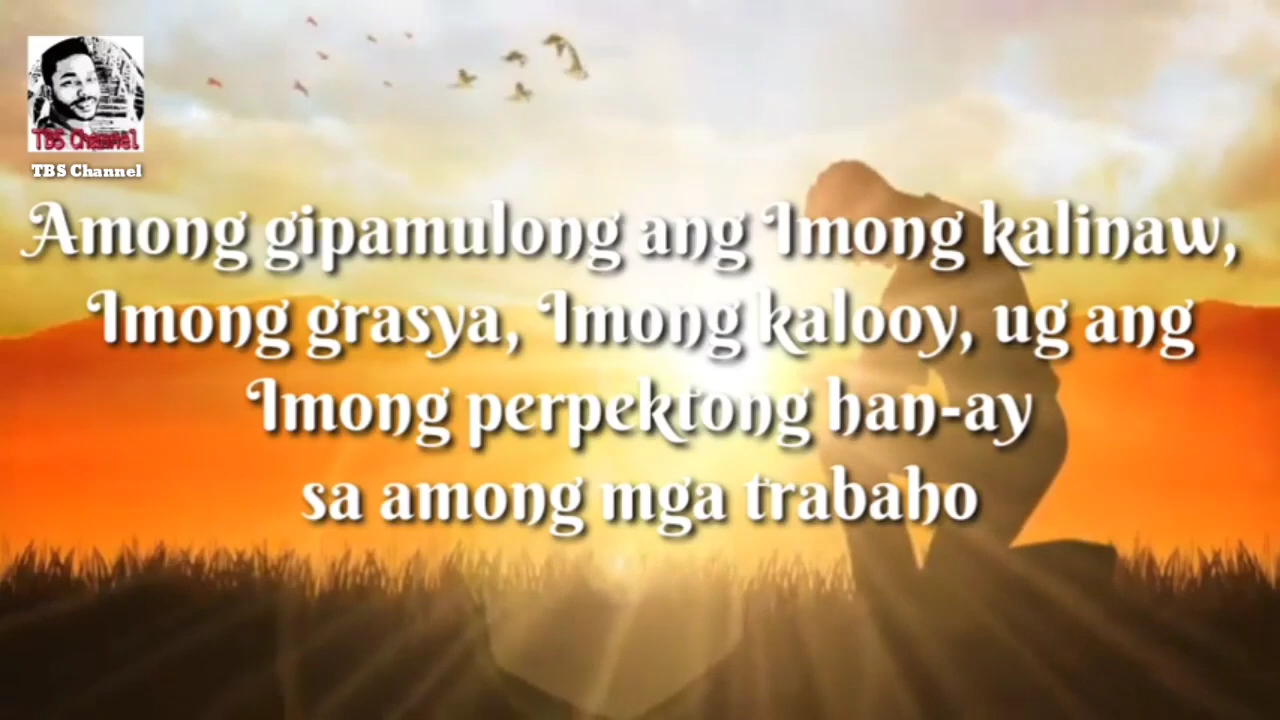 TBS Channel
TBS Channel
Among gipamulong ang Imong kalinaw,
Imong grasya, Imong kalooy, ug ang
Imong perpektong han-ay
sa among mga trabaho